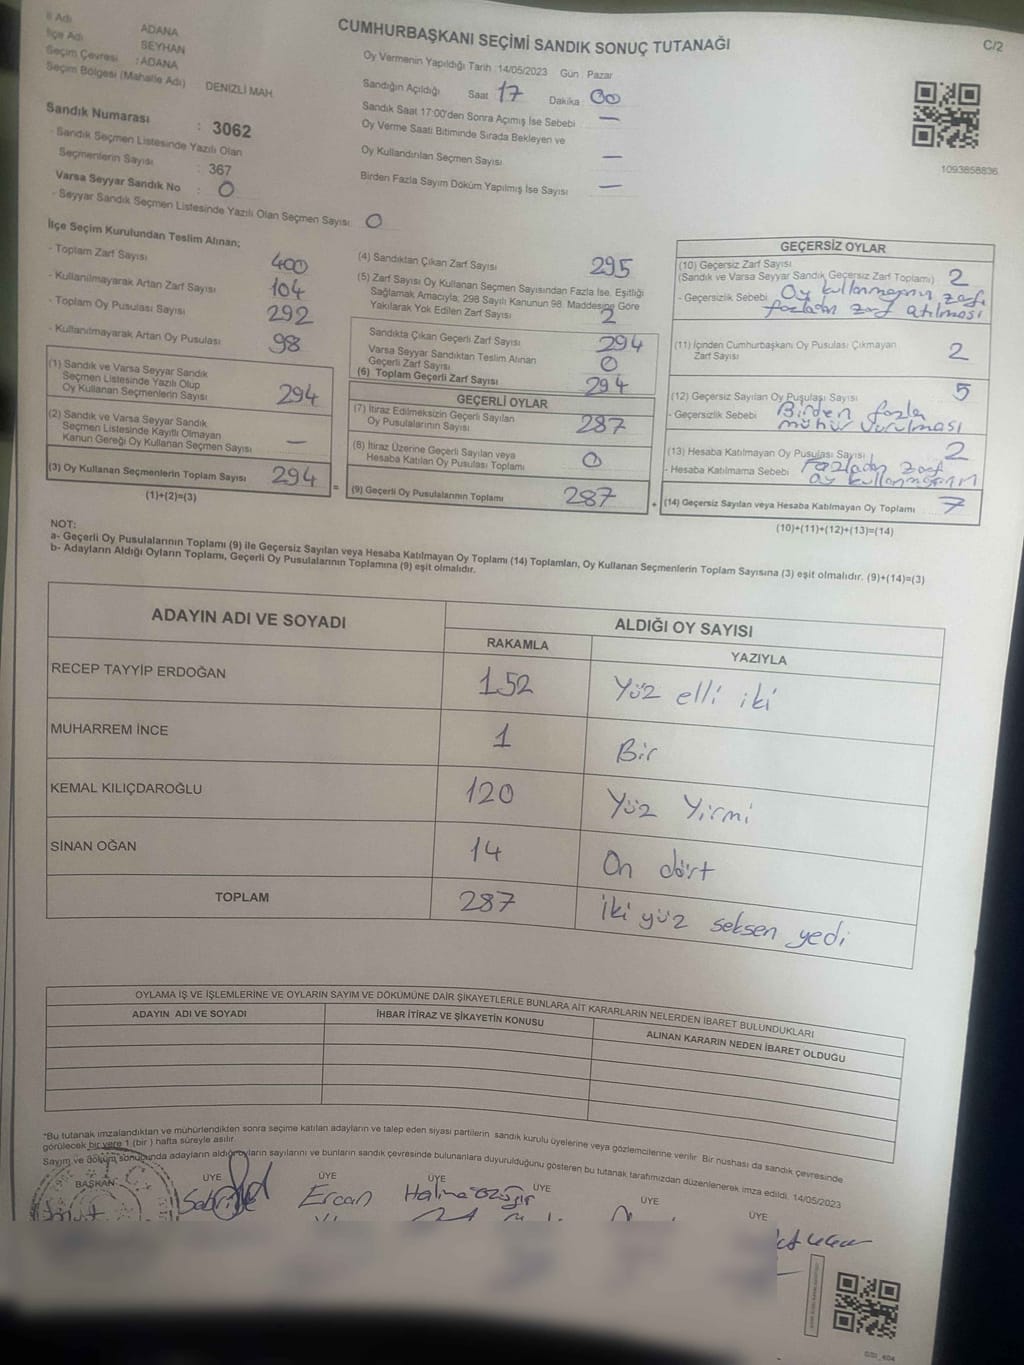 CUMHURBAŞKANI SEÇİMİ SANDIK SONUÇ TUTANAĞI
C/2
İl Adı ADANA
İlçe Adı SEYHAN
Seçim Çevresi : ADANA
Seçim Bölgesi (Mahalle Adı) DENİZLİ MAH.
Sandık Numarası : 3062
- Sandık Seçmen Listesinde Yazılı Olan
Seçmenlerin Sayısı : 367
Varsa Seyyar Sandık No : 0
- Seyyar Sandık Seçmen Listesinde Yazılı Olan Seçmen Sayısı: 0
Oy Vermenin Yapıldığı Tarih :14/05/2023 Gün : Pazar
Sandığın Açıldığı Saat 17 Dakika : 00
Sandık Saat 17:00'den Sonra Açımış İse Sebebi —
Oy Verme Saati Bitiminde Sırada Bekleyen ve
Oy Kullandırılan Seçmen Sayısı —
Birden Fazla Sayım Döküm Yapılmış İse Sayısı —
1093858836
İlçe Seçim Kurulundan Teslim Alınan;
- Toplam Zarf Sayısı 400
- Kullanılmayarak Artan Zarf Sayısı 104
- Toplam Oy Pusulası Sayısı 292
- Kullanılmayarak Artan Oy Pusulası 98
(1) Sandık ve Varsa Seyyar Sandık
Seçmen Listesinde Yazılı Olup
Oy Kullanan Seçmenlerin Sayısı 294
(2) Sandık ve Varsa Seyyar Sandık
Seçmen Listesinde Kayıtlı Olmayan
Kanun Gereği Oy Kullanan Seçmen Sayısı —
(3) Oy Kullanan Seçmenlerin Toplam Sayısı 294
(1)+(2)=(3)
(4) Sandıktan Çıkan Zarf Sayısı 295
(5) Zarf Sayısı Oy Kullanan Seçmen Sayısından Fazla İse, Eşitliği
Sağlamak Amacıyla; 298 Sayılı Kanunun 98. Maddesine Göre
Yakılarak Yok Edilen Zarf Sayısı 2
Sandıkta Çıkan Geçerli Zarf Sayısı 294
Varsa Seyyar Sandıktan Teslim Alınan
Geçerli Zarf Sayısı 0
(6) Toplam Geçerli Zarf Sayısı 294
GEÇERLİ OYLAR
(7) İtiraz Edilmeksizin Geçerli Sayılan
Oy Pusulalarının Sayısı 287
(8) İtiraz Üzerine Geçerli Sayılan veya
Hesaba Katılan Oy Pusulası Toplamı 0
= (9) Geçerli Oy Pusulalarının Toplamı 287
GEÇERSİZ OYLAR
(10) Geçersiz Zarf Sayısı
(Sandık ve Varsa Seyyar Sandık Geçersiz Zarf Toplamı) 2
- Geçersizlik Sebebi Oy kullanmanın zarfı
fazladan zarf atılması
(11) İçinden Cumhurbaşkanı Oy Pusulası Çıkmayan
Zarf Sayısı 2
(12) Geçersiz Sayılan Oy Pusulası Sayısı 5
- Geçersizlik Sebebi Birden fazla
mühür vurulması
(13) Hesaba Katılmayan Oy Pusulası Sayısı 2
- Hesaba Katılmama Sebebi Fazladan zarf
oy kullanmanın
+ (14) Geçersiz Sayılan veya Hesaba Katılmayan Oy Toplamı 7
(10)+(11)+(12)+(13)=(14)
NOT:
a- Geçerli Oy Pusulalarının Toplamı (9) ile Geçersiz Sayılan veya Hesaba Katılmayan Oy Toplamı (14) Toplamları, Oy Kullanan Seçmenlerin Toplam Sayısına (3) eşit olmalıdır. (9)+(14)=(3)
b- Adayların Aldığı Oyların Toplamı, Geçerli Oy Pusulalarının Toplamına (9) eşit olmalıdır.
ADAYIN ADI VE SOYADI ALDIĞI OY SAYISI
RAKAMLA YAZIYLA
RECEP TAYYİP ERDOĞAN 152 Yüz elli iki
MUHARREM İNCE 1 Bir
KEMAL KILIÇDAROĞLU 120 Yüz Yirmi
SİNAN OĞAN 14 On dört
TOPLAM 287 İki yüz seksen yedi
OYLAMA İŞ VE İŞLEMLERİNE VE OYLARIN SAYIM VE DÖKÜMÜNE DAİR ŞİKAYETLERLE BUNLARA AİT KARARLARIN NELERDEN İBARET BULUNDUKLARI
ADAYIN ADI VE SOYADI İHBAR İTİRAZ VE ŞİKAYETİN KONUSU ALINAN KARARIN NEDEN İBARET OLDUĞU
*Bu tutanak imzalandıktan ve mühürlendikten sonra seçime katılan adayların ve talep eden siyasi partilerin sandık kurulu üyelerine veya gözlemcilerine verilir. Bir nüshası da sandık çevresinde
görülecek bir yere 1 (bir ) hafta süreyle asılır.
Sayım ve döküm sonucunda adayların aldığı oyların sayılarını ve bunların sandık çevresinde bulunanlara duyurulduğunu gösteren bu tutanak tarafımızdan düzenlenerek imza edildi. 14/05/2023
BAŞKAN ÜYE ÜYE ÜYE ÜYE ÜYE ÜYE
Ercan